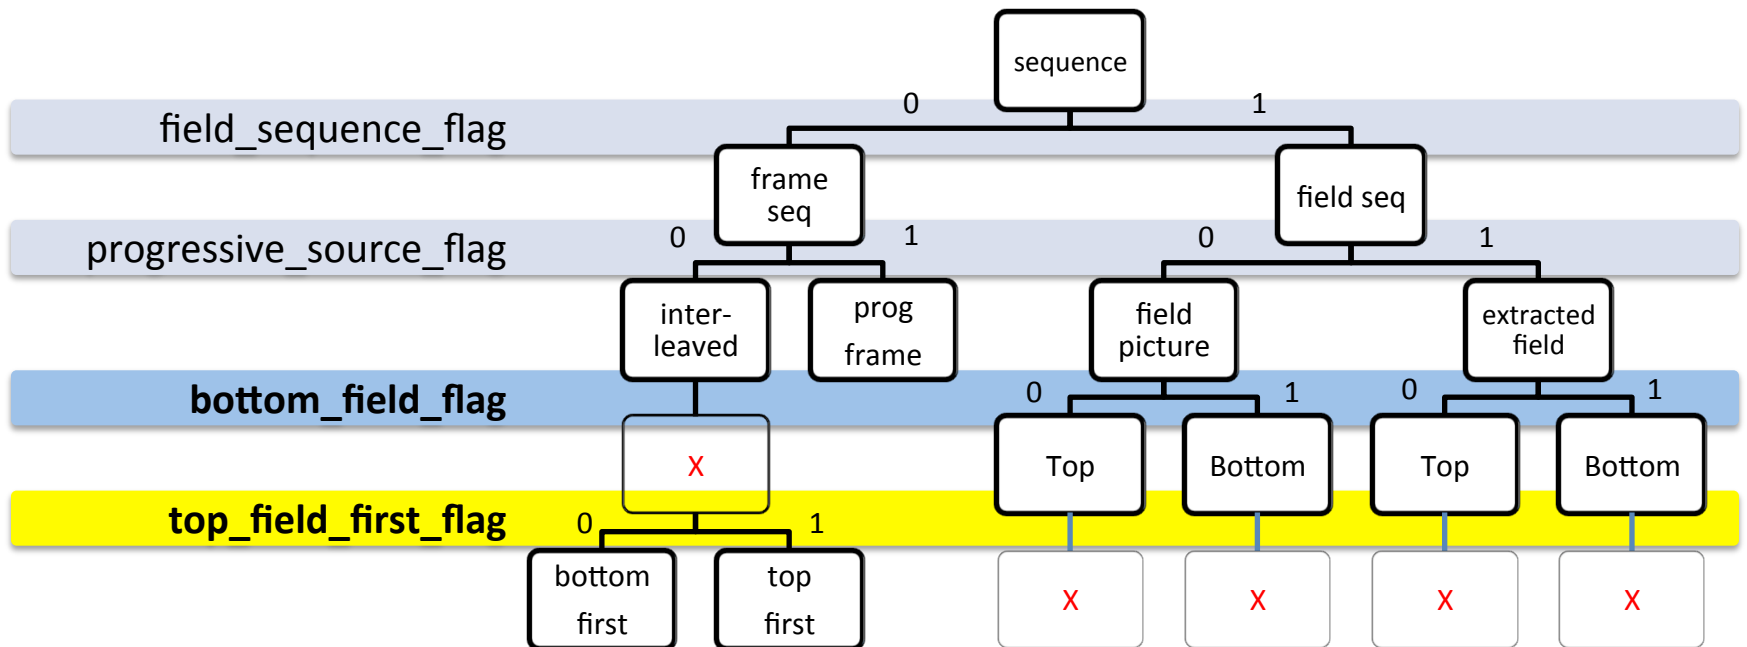 sequence
0 1
field_sequence_flag
frame
seq
field seq
0 1 0 1
progressive_source_flag
inter-
leaved
prog
frame
field
picture
extracted
field
0 1 0 1
bottom_field_flag
X
Top
Bottom
Top
Bottom
top_field_first_flag
0 1
bottom
first
top
first
X
X
X
X